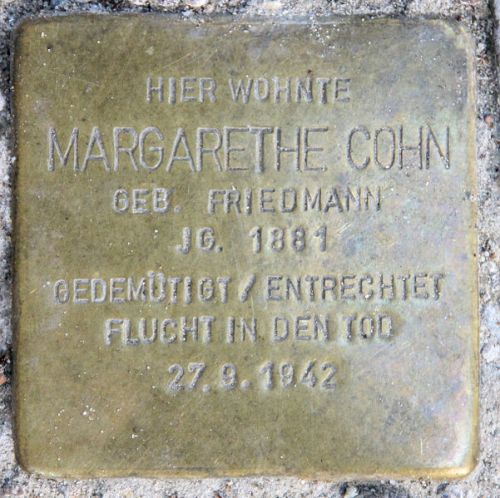 HIER WOHNTE
MARGARETHE COHN
GEB. FRIEDMANN
JG. 1881
GEDEMÜTIGT / ENTRECHTET
FLUCHT IN DEN TOD
27.9.1942